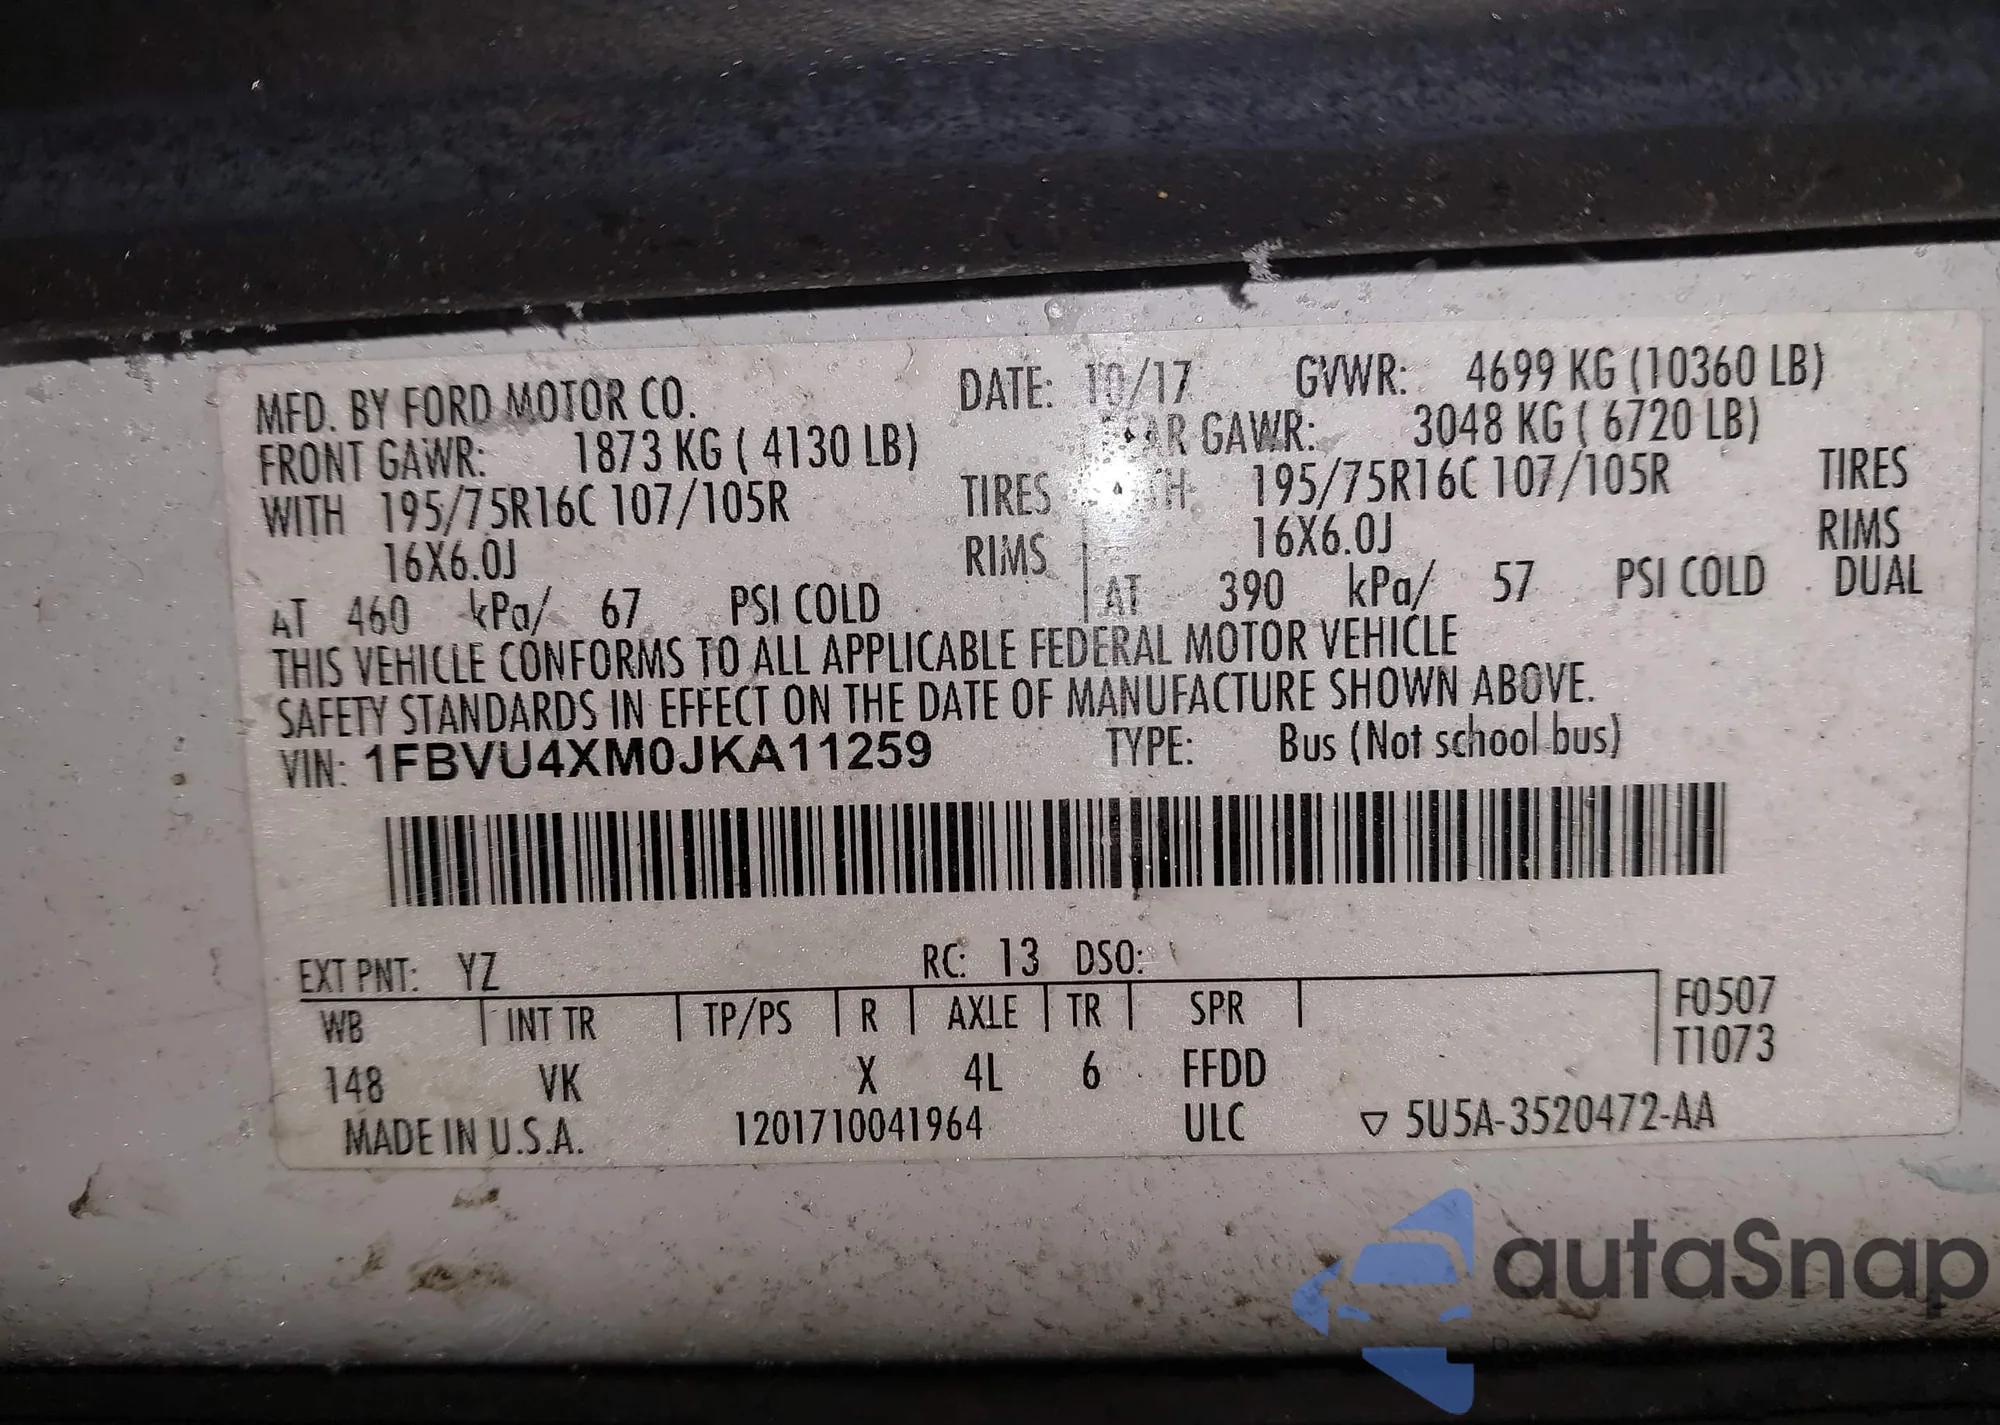 MFD. BY FORD MOTOR CO. DATE: 10/17 GVWR: 4699 KG (10360 LB)
FRONT GAWR: 1873 KG ( 4130 LB) REAR GAWR: 3048 KG ( 6720 LB)
WITH 195/75R16C 107/105R TIRES WITH 195/75R16C 107/105R TIRES
16X6.0J RIMS 16X6.0J RIMS
AT 460 kPa/ 67 PSI COLD AT 390 kPa/ 57 PSI COLD DUAL
THIS VEHICLE CONFORMS TO ALL APPLICABLE FEDERAL MOTOR VEHICLE
SAFETY STANDARDS IN EFFECT ON THE DATE OF MANUFACTURE SHOWN ABOVE.
VIN: 1FBVU4XM0JKA11259 TYPE: Bus (Not school bus)
EXT PNT: YZ RC: 13 DSO:
WB INT TR TP/PS R AXLE TR SPR F0507
T1073
148 VK X 4L 6 FFDD
MADE IN U.S.A. 1201710041964 ULC ▽ 5U5A-3520472-AA
autaSnap